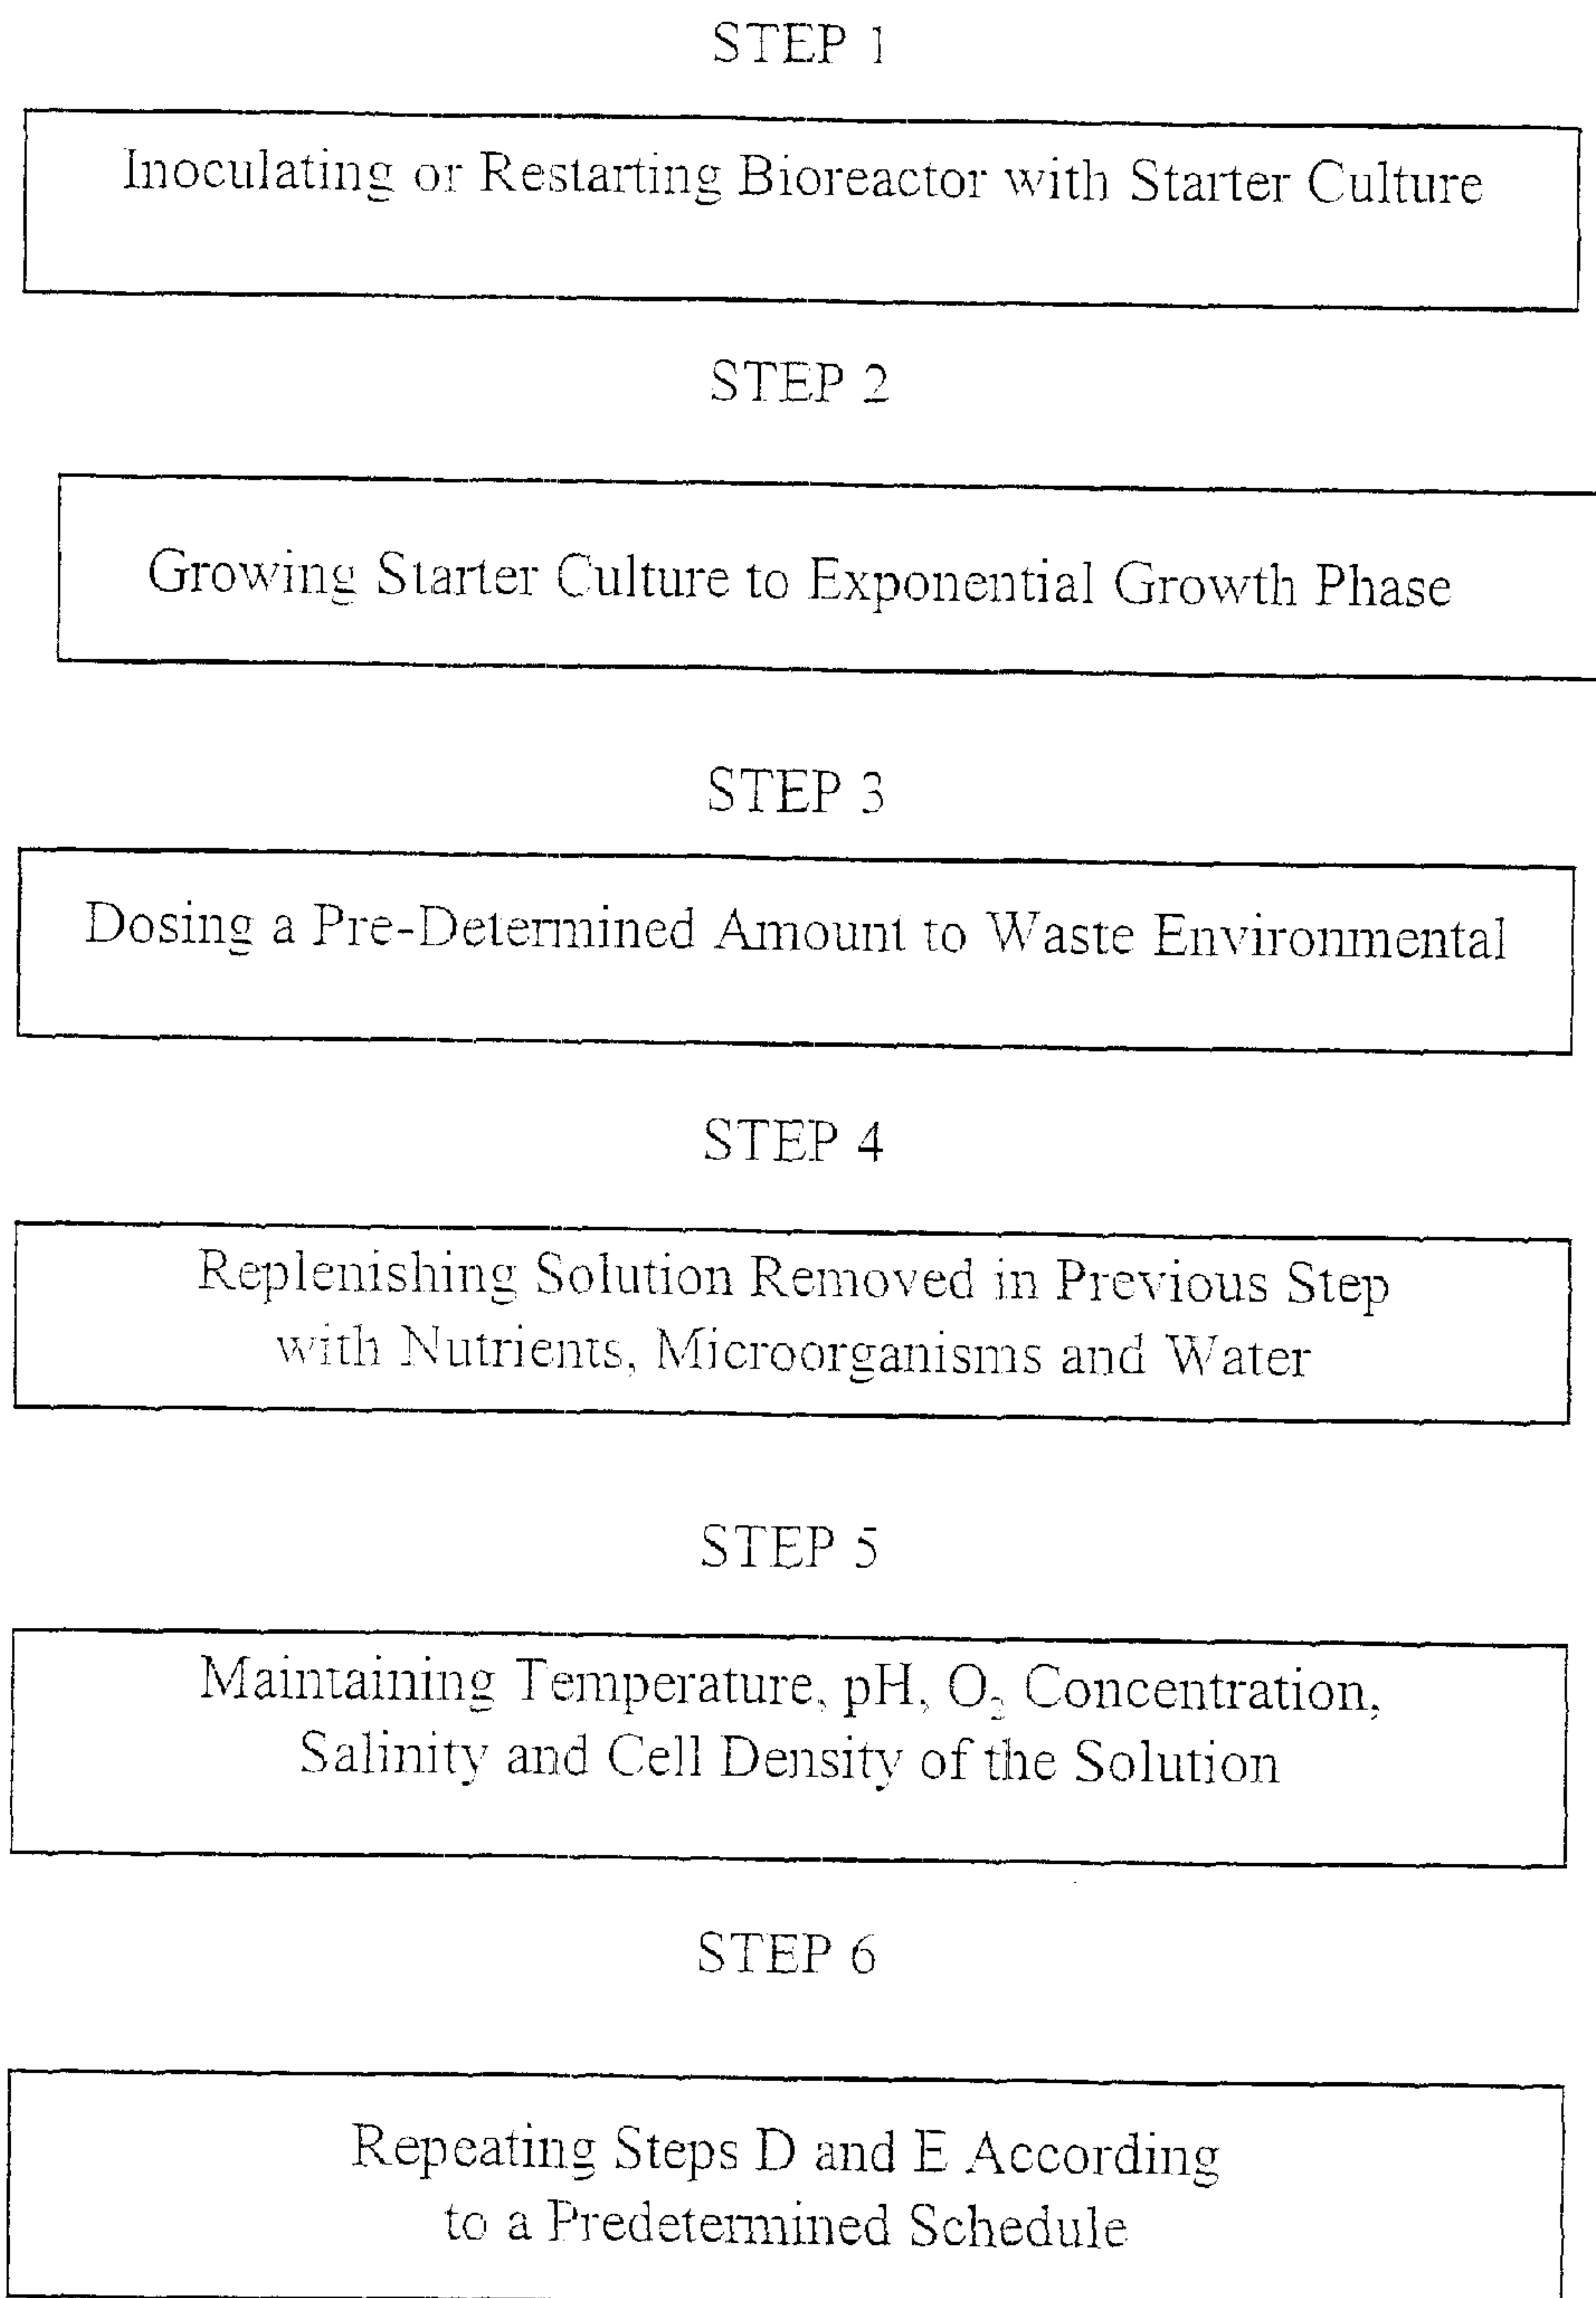 STEP 1
Inoculating or Restarting Bioreactor with Starter Culture
STEP 2
Growing Starter Culture to Exponential Growth Phase
STEP 3
Dosing a Pre-Determined Amount to Waste Environmental
STEP 4
Replenishing Solution Removed in Previous Step
with Nutrients, Microorganisms and Water
STEP 5
Maintaining Temperature, pH, O₂ Concentration,
Salinity and Cell Density of the Solution
STEP 6
Repeating Steps D and E According
to a Predetermined Schedule